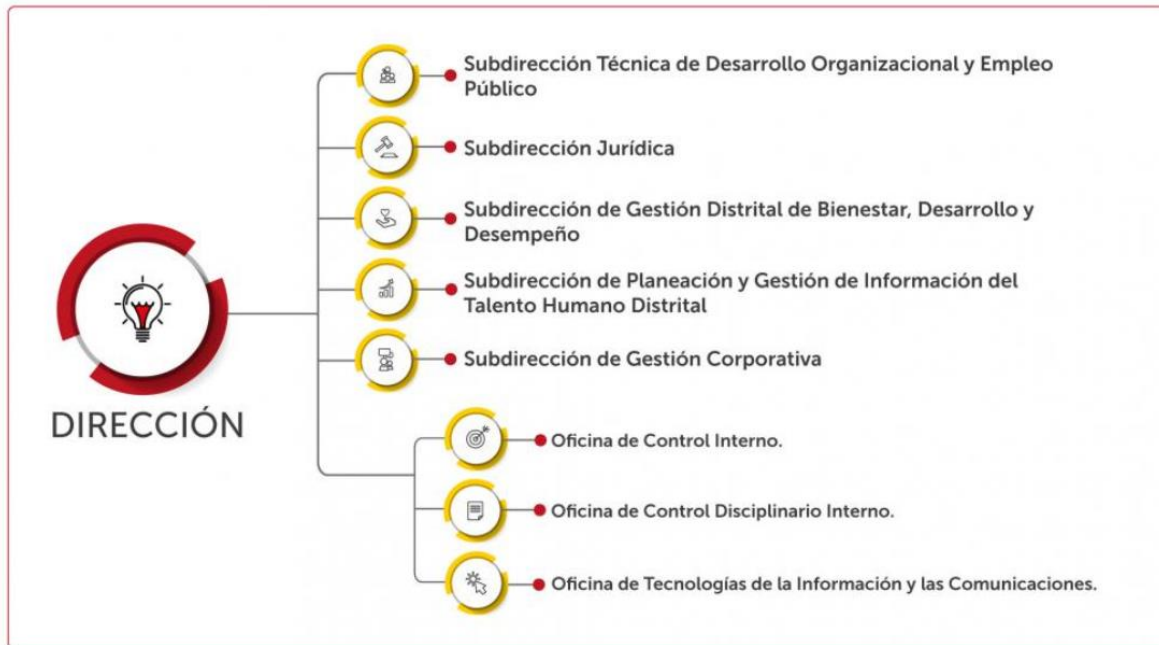 Subdirección Técnica de Desarrollo Organizacional y Empleo
Público
Subdirección Jurídica
Subdirección de Gestión Distrital de Bienestar, Desarrollo y
Desempeño
Subdirección de Planeación y Gestión de Información del
Talento Humano Distrital
Subdirección de Gestión Corporativa
DIRECCIÓN
Oficina de Control Interno.
Oficina de Control Disciplinario Interno.
Oficina de Tecnologías de la Información y las Comunicaciones.